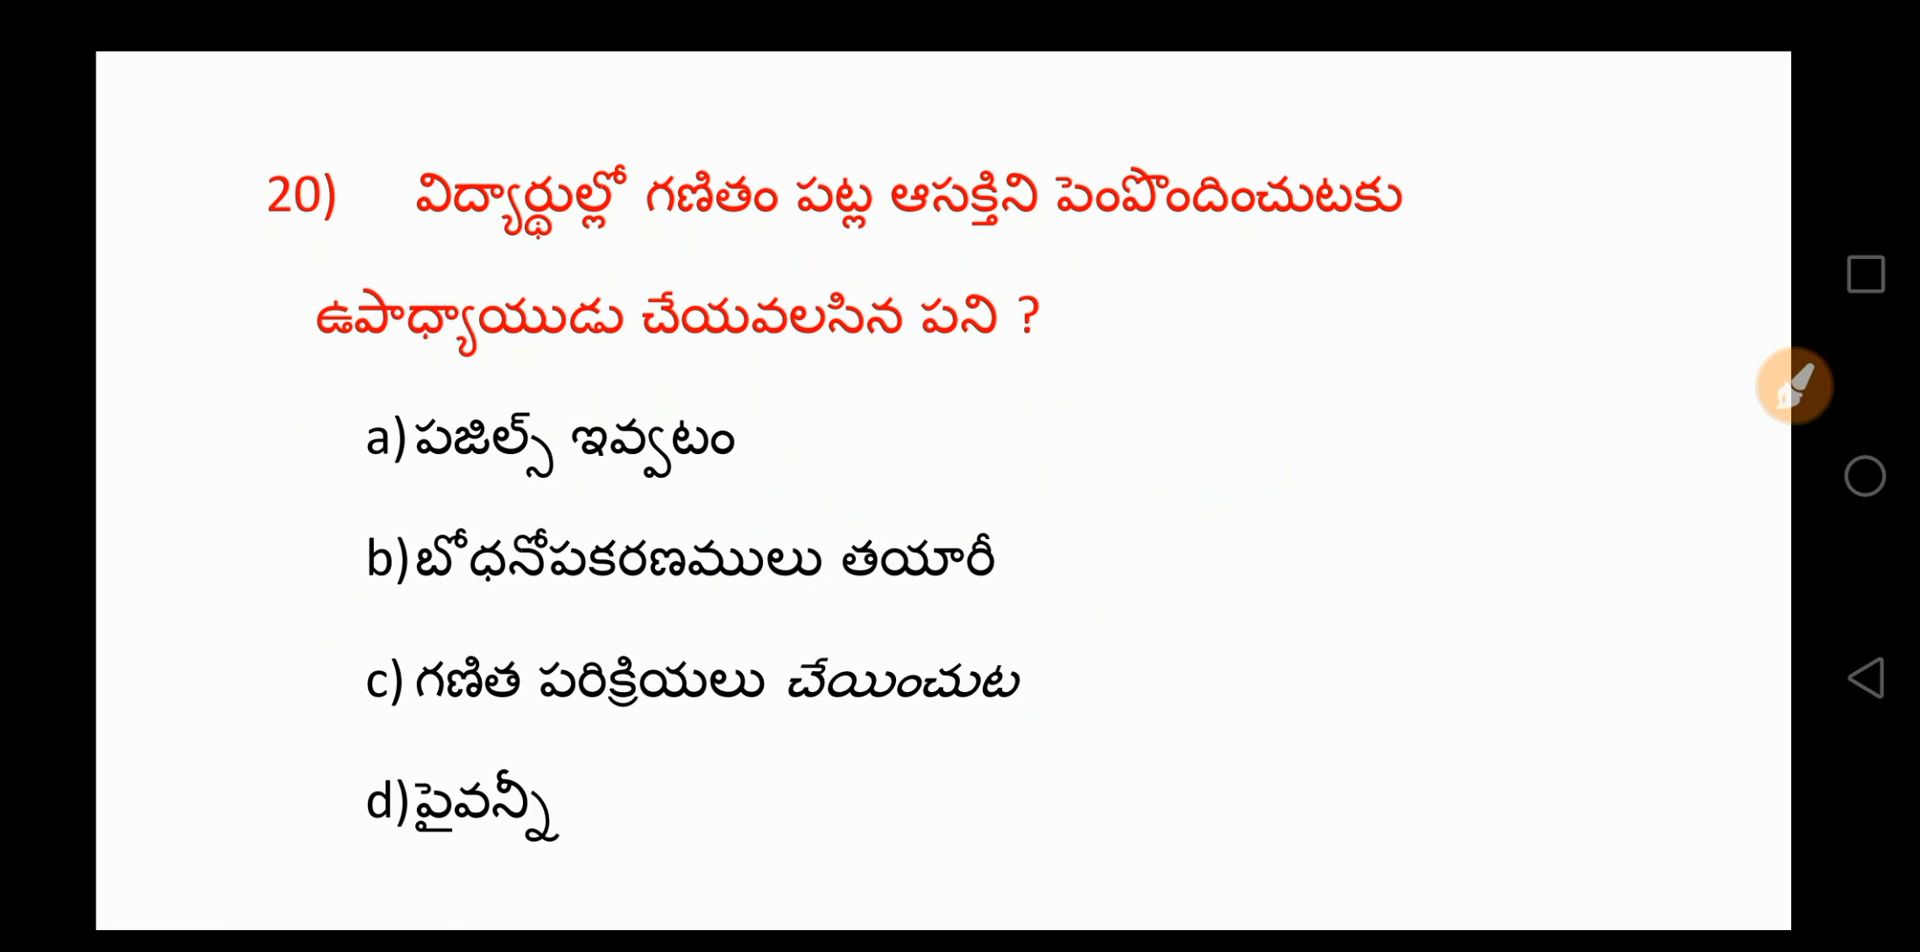 20) విద్యార్థుల్లో గణితం పట్ల ఆసక్తిని పెంపొందించుటకు
ఉపాధ్యాయుడు చేయవలసిన పని ?
a) పజిల్స్ ఇవ్వటం
b) బోధనోపకరణములు తయారీ
c) గణిత పరిక్రియలు చేయించుట
d) పైవన్నీ